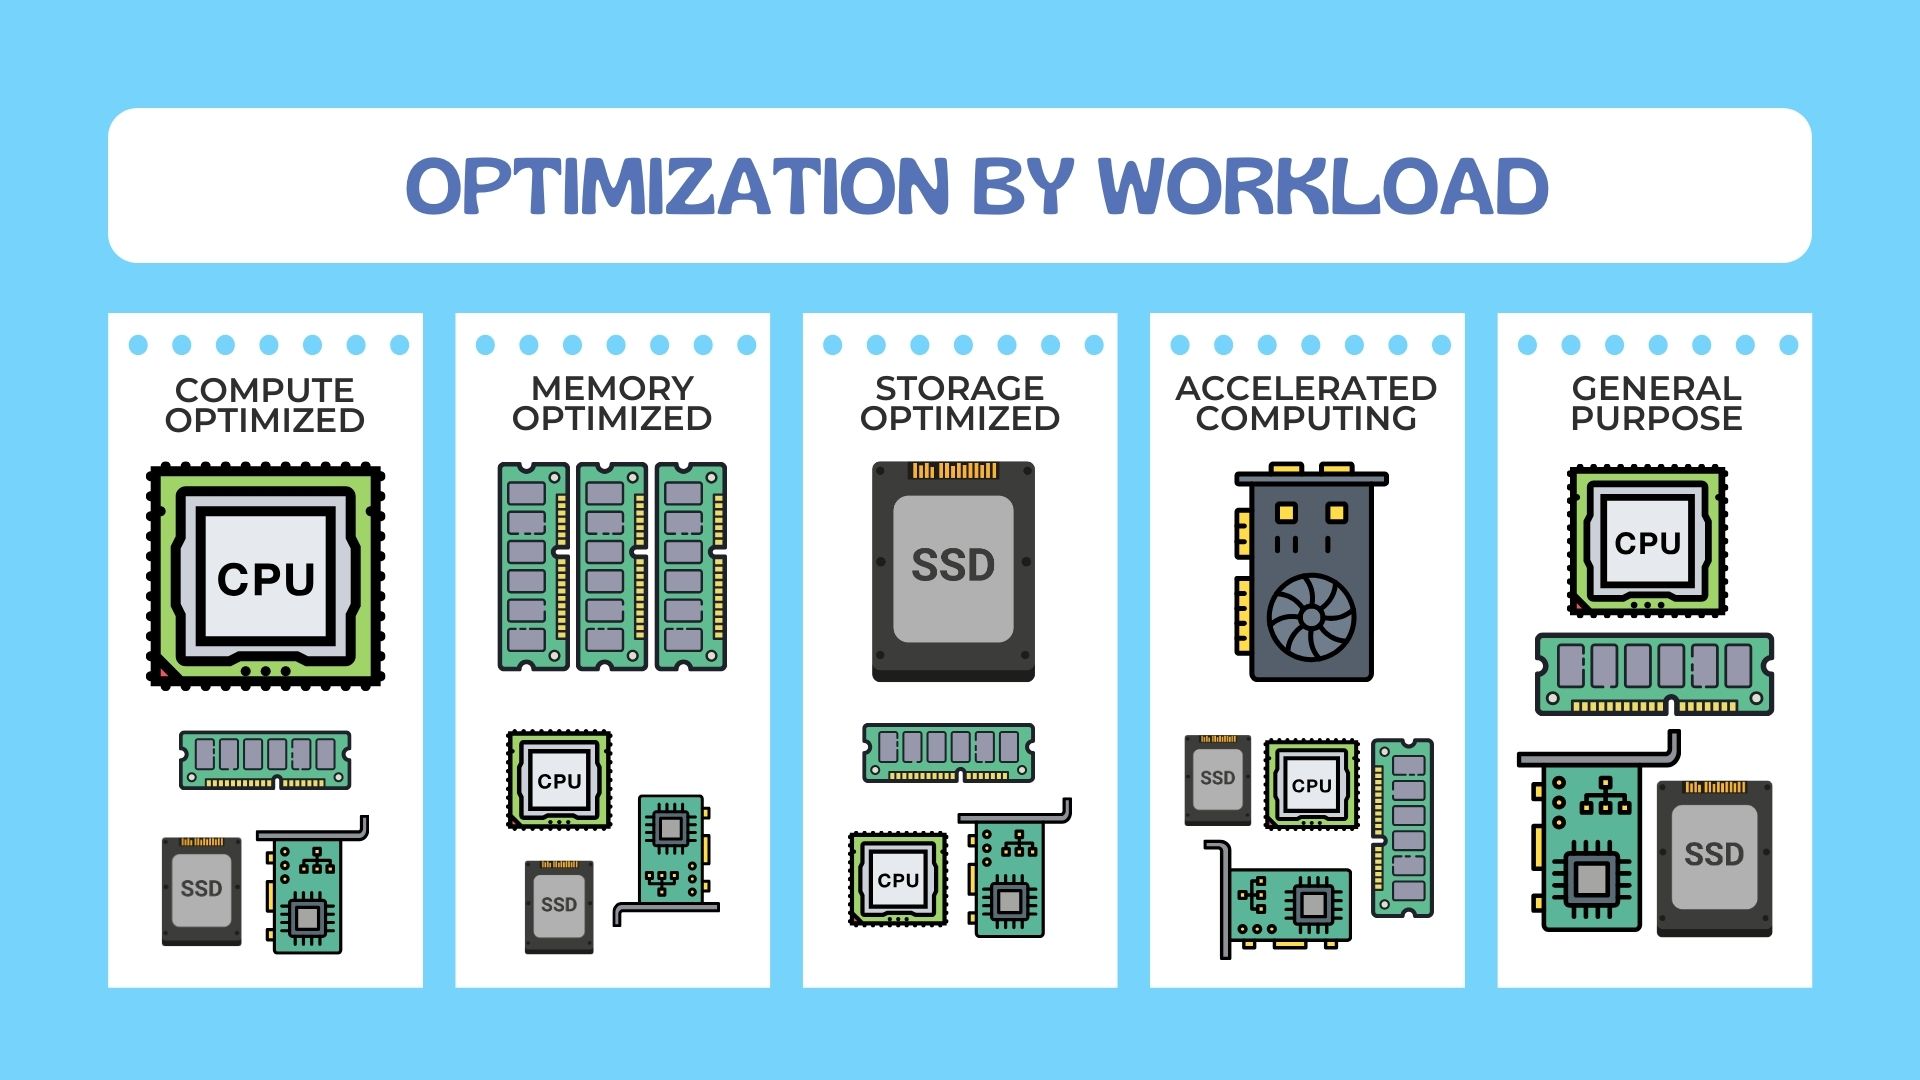 OPTIMIZATION BY WORKLOAD
COMPUTE
OPTIMIZED
CPU
SSD
MEMORY
OPTIMIZED
CPU
SSD
STORAGE
OPTIMIZED
SSD
CPU
ACCELERATED
COMPUTING
SSD
CPU
GENERAL
PURPOSE
CPU
SSD